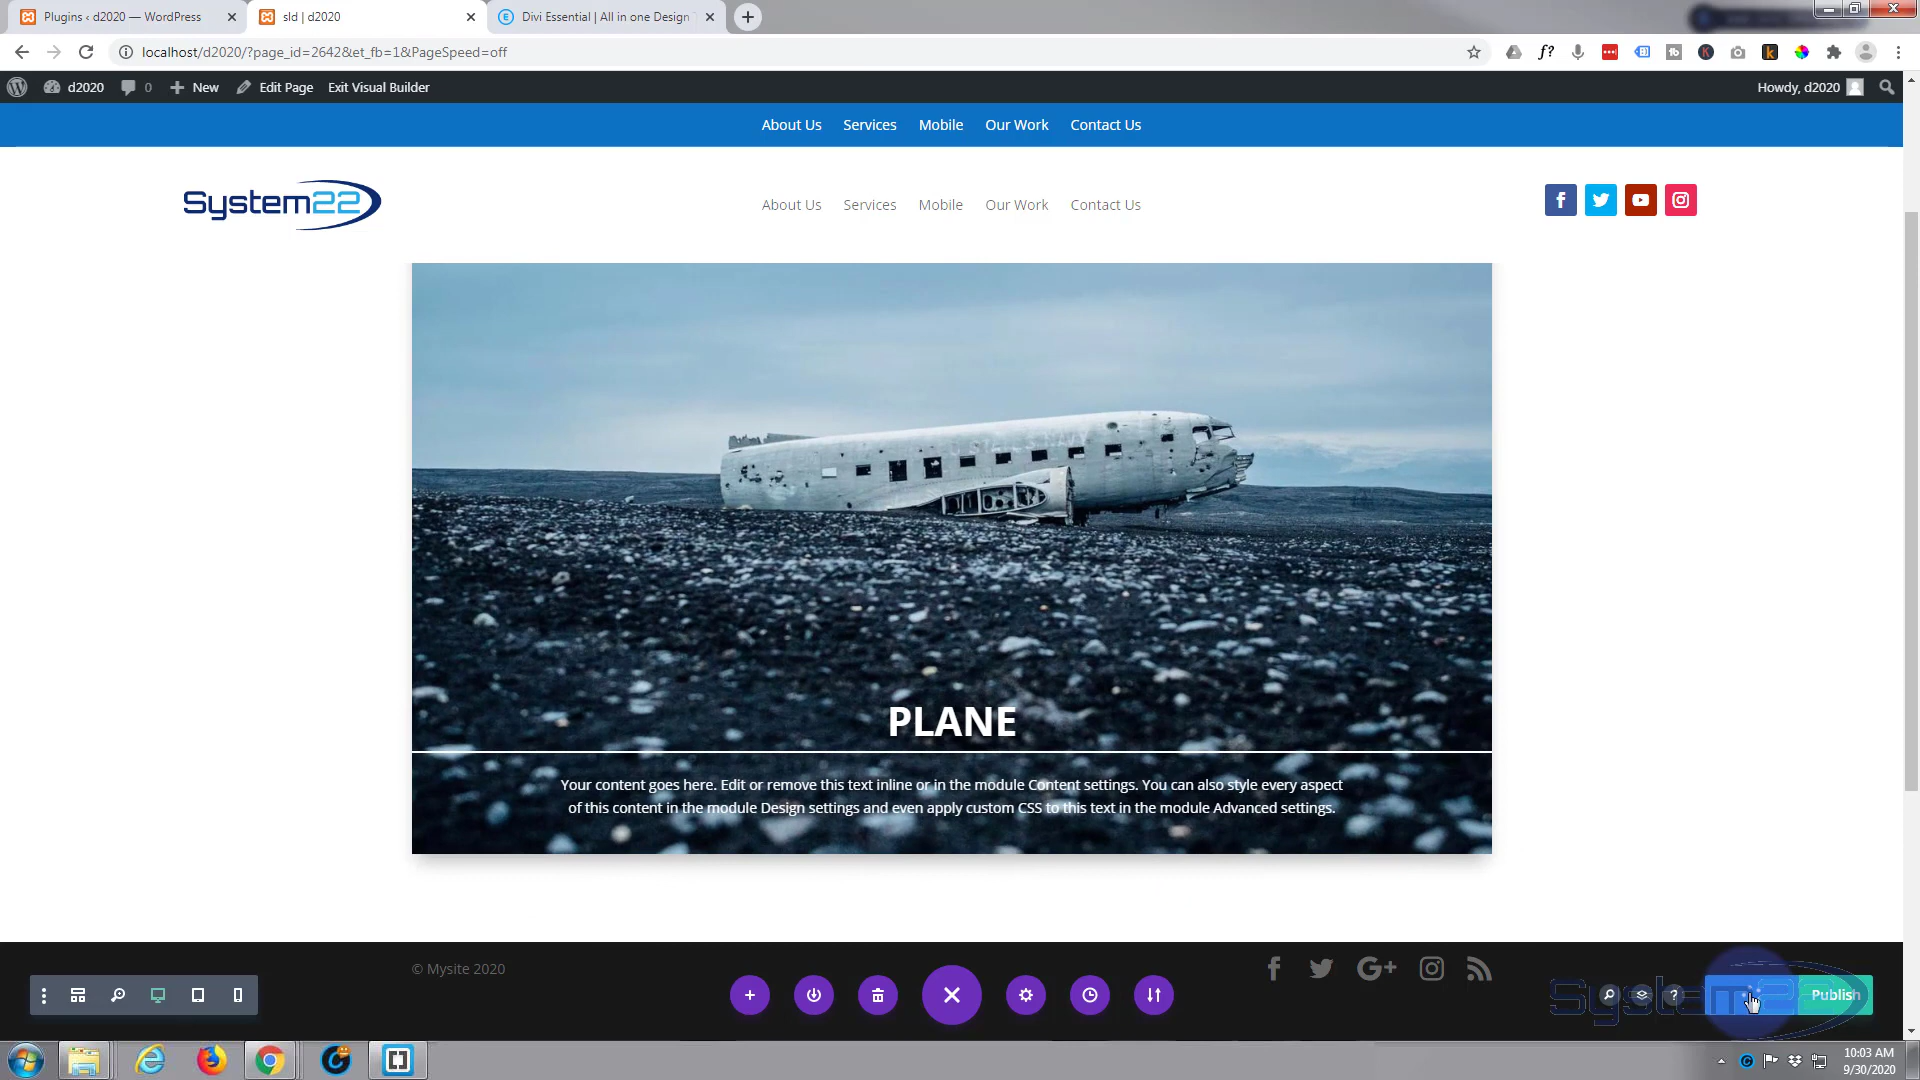 Plugins ‹ d2020 — WordPress
sld | d2020
Divi Essential | All in one Design
localhost/d2020/?page_id=2642&et_fb=1&PageSpeed=off
d2020
0
New
Edit Page
Exit Visual Builder
Howdy, d2020
About Us
Services
Mobile
Our Work
Contact Us
System22
About Us
Services
Mobile
Our Work
Contact Us
PLANE
Your content goes here. Edit or remove this text inline or in the module Content settings. You can also style every aspect
of this content in the module Design settings and even apply custom CSS to this text in the module Advanced settings.
© Mysite 2020
System22
Publish
10:03 AM
9/30/2020